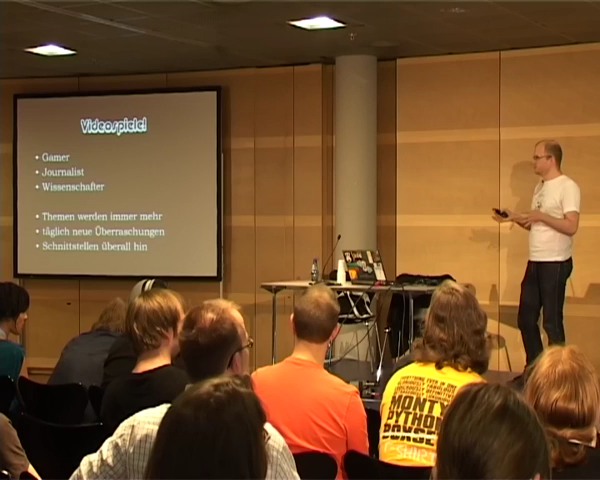 Videospiele!
• Gamer
• Journalist
• Wissenschafter
• Themen werden immer mehr
• täglich neue Überraschungen
• Schnittstellen überall hin
MONTY
PYTHON